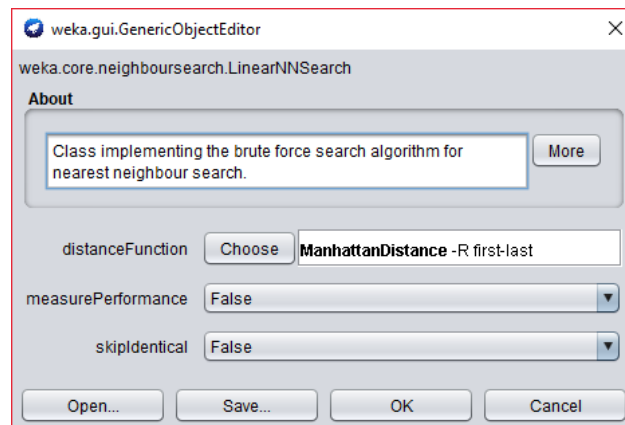 weka.gui.GenericObjectEditor
weka.core.neighboursearch.LinearNNSearch
About
Class implementing the brute force search algorithm for
nearest neighbour search.
More
distanceFunction Choose ManhattanDistance -R first-last
measurePerformance False
skipIdentical False
Open... Save... OK Cancel